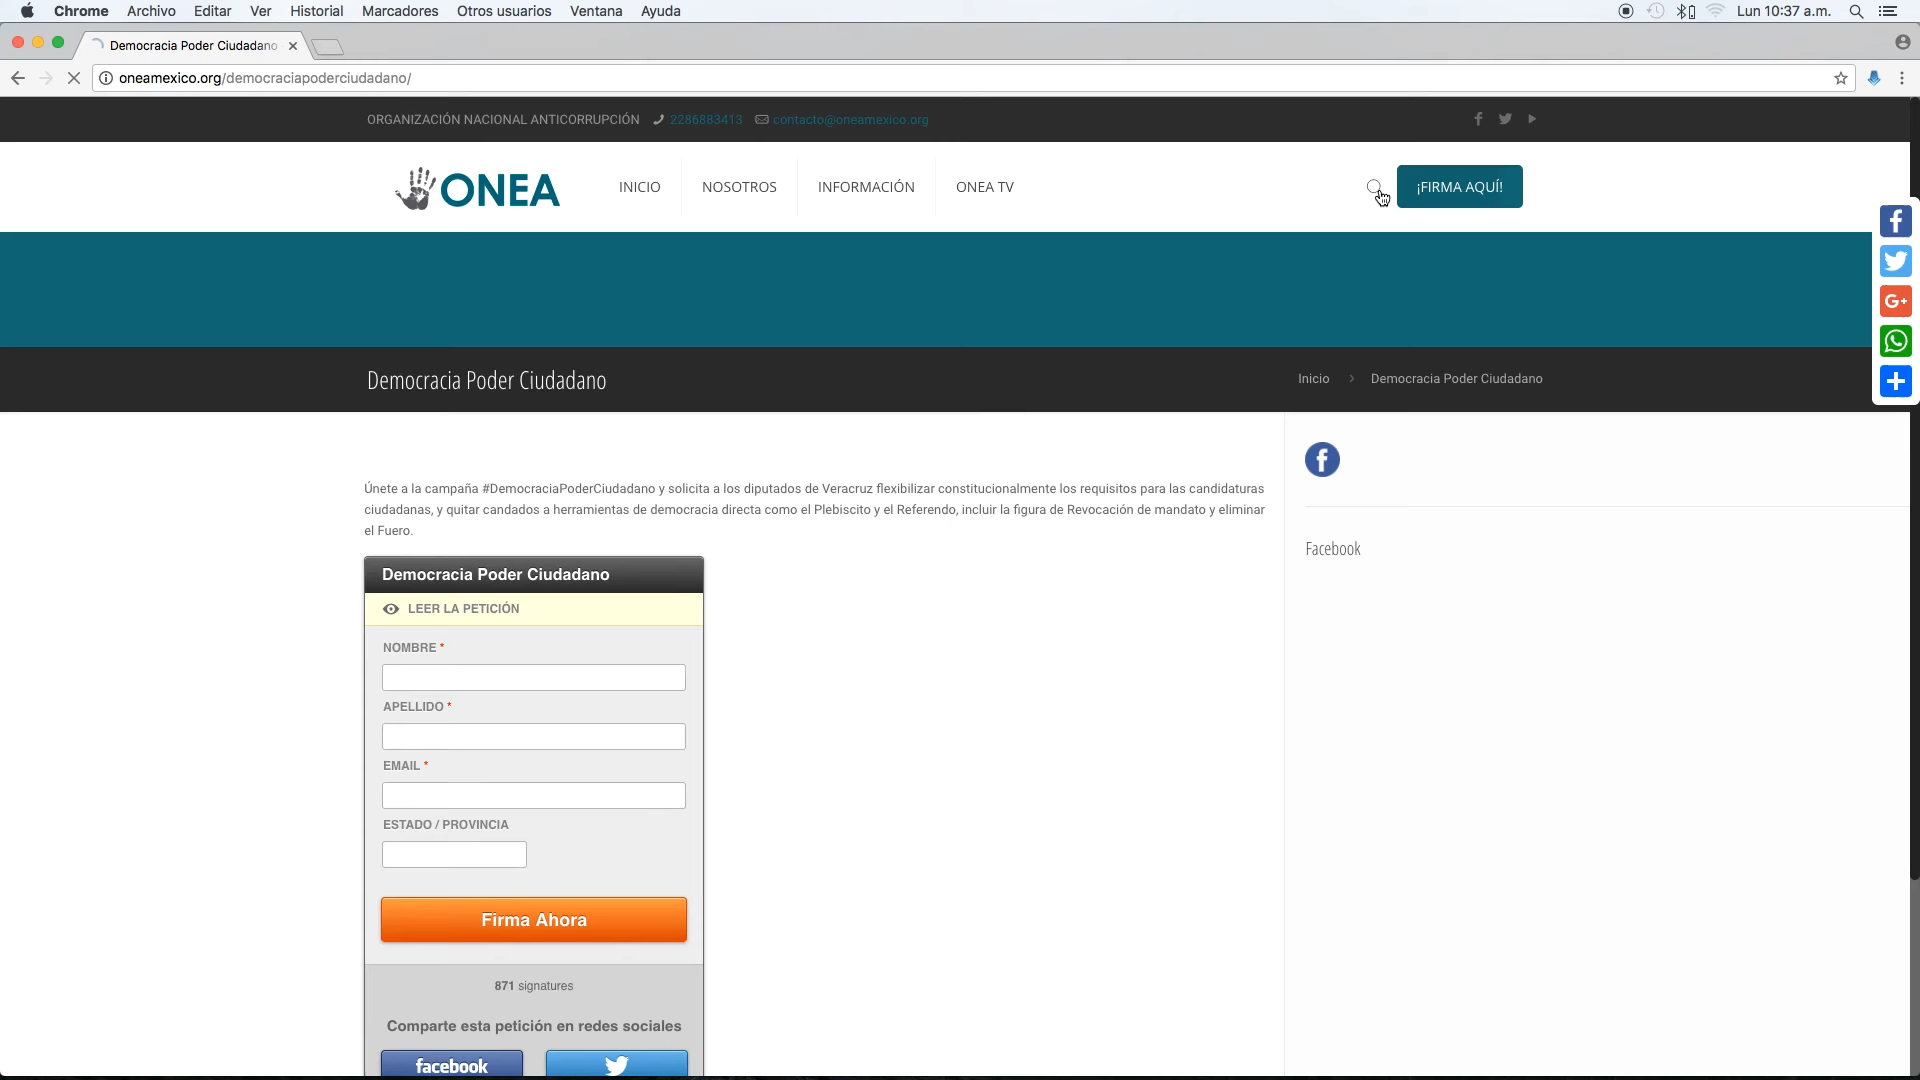 Chrome Archivo Editar Ver Historial Marcadores Otros usuarios Ventana Ayuda Lun 10:37 a.m.
Democracia Poder Ciudadano
oneamexico.org/democraciapoderciudadano/
ORGANIZACIÓN NACIONAL ANTICORRUPCIÓN 2286883413 contacto@oneamexico.org
ONEA INICIO NOSOTROS INFORMACIÓN ONEA TV ¡FIRMA AQUÍ!
Democracia Poder Ciudadano Inicio > Democracia Poder Ciudadano
Únete a la campaña #DemocraciaPoderCiudadano y solicita a los diputados de Veracruz flexibilizar constitucionalmente los requisitos para las candidaturas
ciudadanas, y quitar candados a herramientas de democracia directa como el Plebiscito y el Referendo, incluir la figura de Revocación de mandato y eliminar
el Fuero.
Facebook
Democracia Poder Ciudadano
LEER LA PETICIÓN
NOMBRE *
APELLIDO *
EMAIL *
ESTADO / PROVINCIA
Firma Ahora
871 signatures
Comparte esta petición en redes sociales
facebook